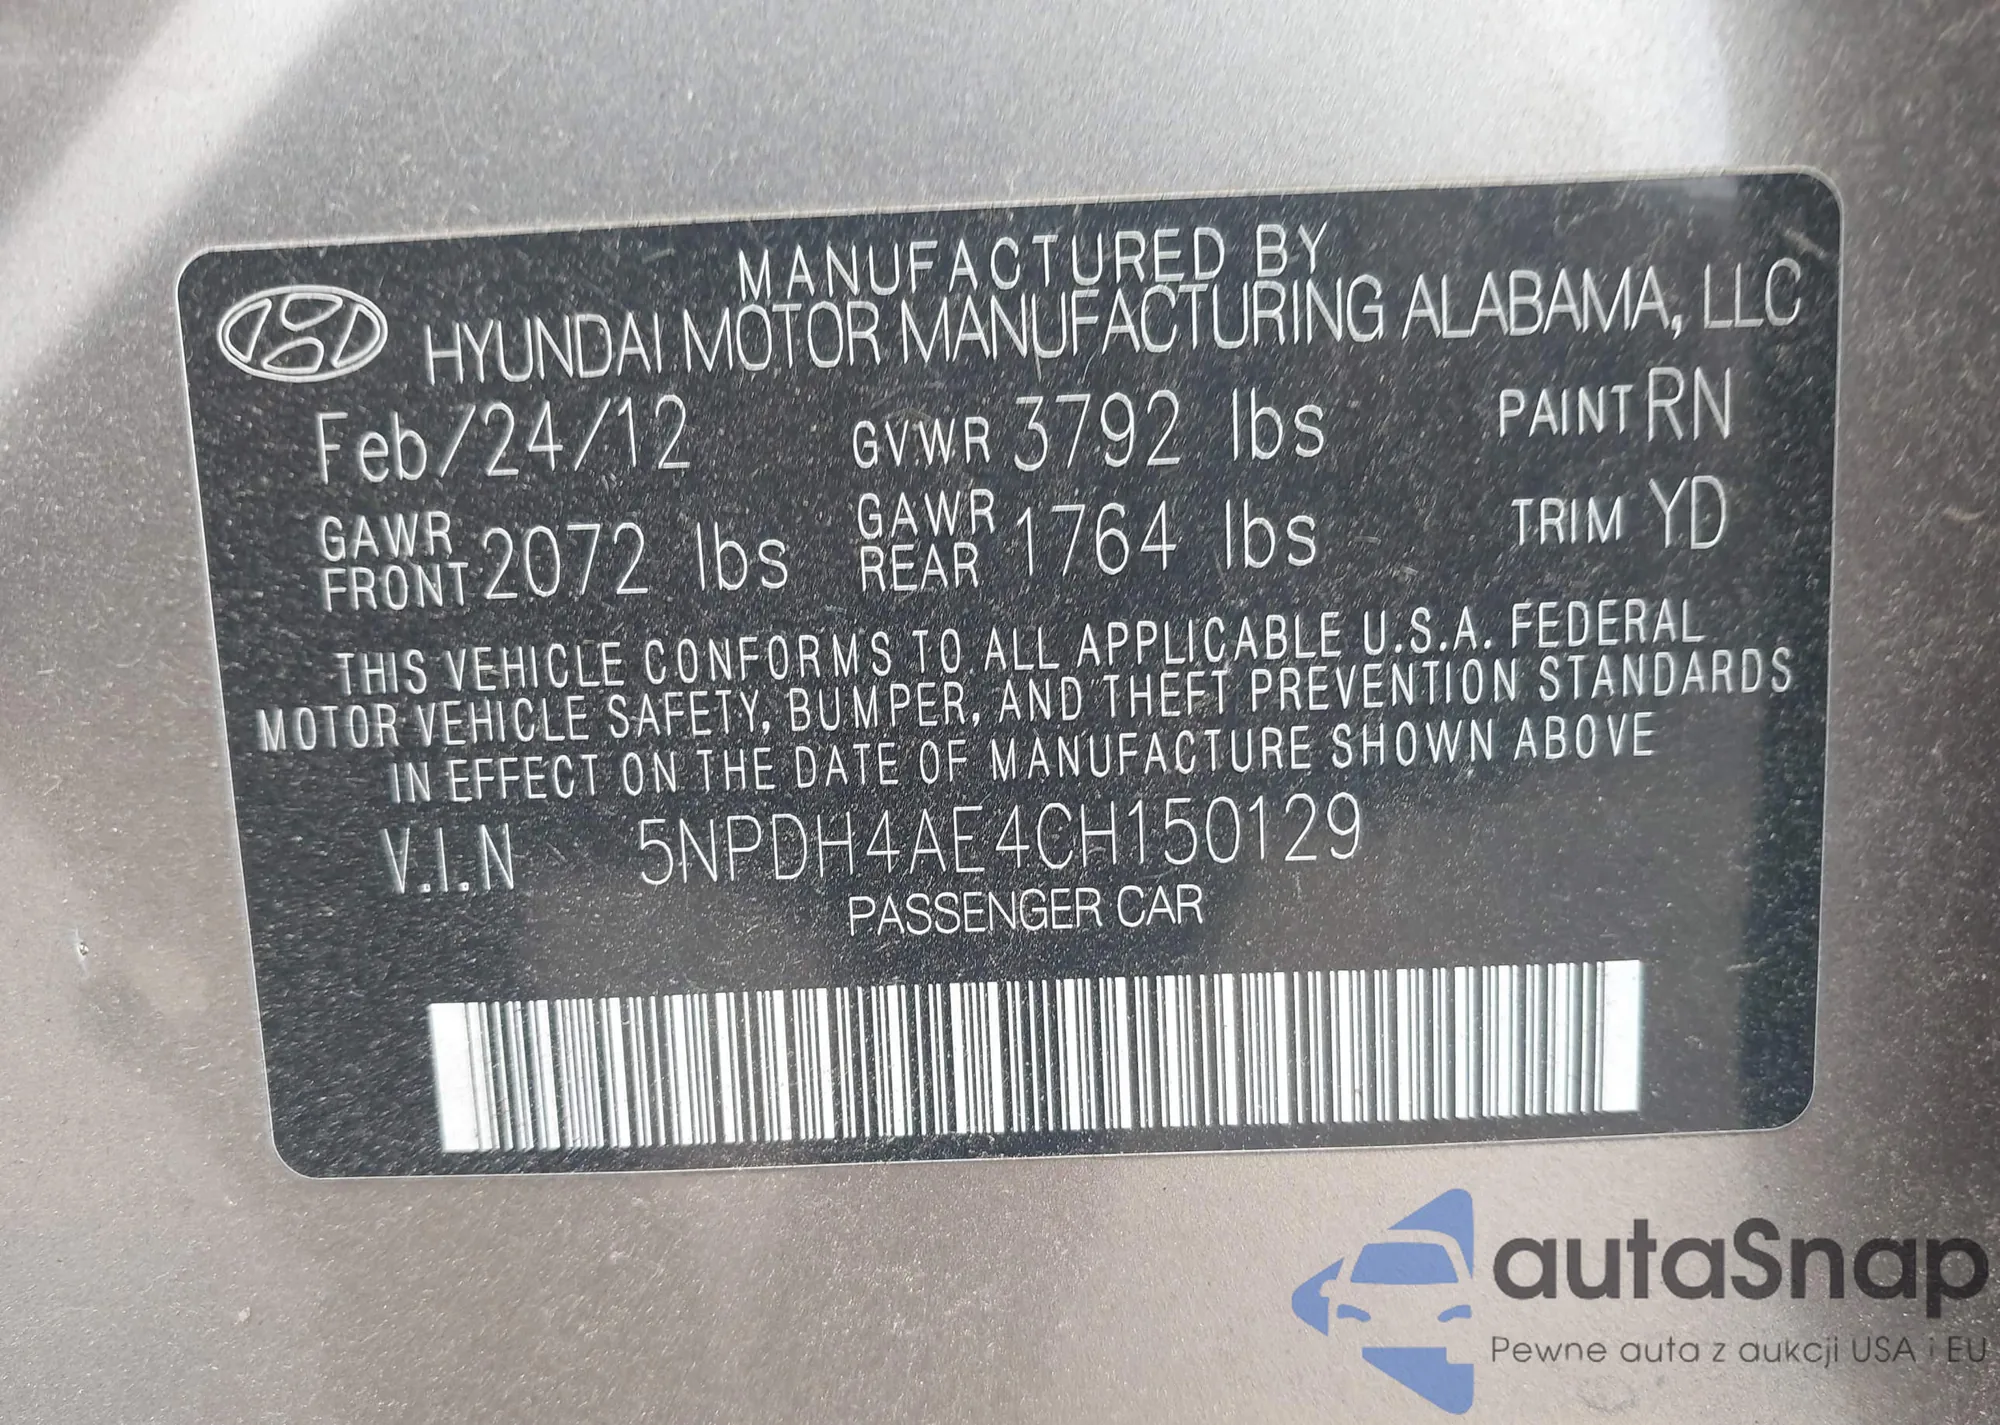 MANUFACTURED BY
HYUNDAI MOTOR MANUFACTURING ALABAMA, LLC
Feb/24/12 GVWR 3792 lbs PAINT RN
GAWR FRONT 2072 lbs GAWR REAR 1764 lbs TRIM YD
THIS VEHICLE CONFORMS TO ALL APPLICABLE U.S.A. FEDERAL
MOTOR VEHICLE SAFETY, BUMPER, AND THEFT PREVENTION STANDARDS
IN EFFECT ON THE DATE OF MANUFACTURE SHOWN ABOVE
V.I.N 5NPDH4AE4CH150129
PASSENGER CAR
autaSnap
Pewne auta z aukcji USA i EU